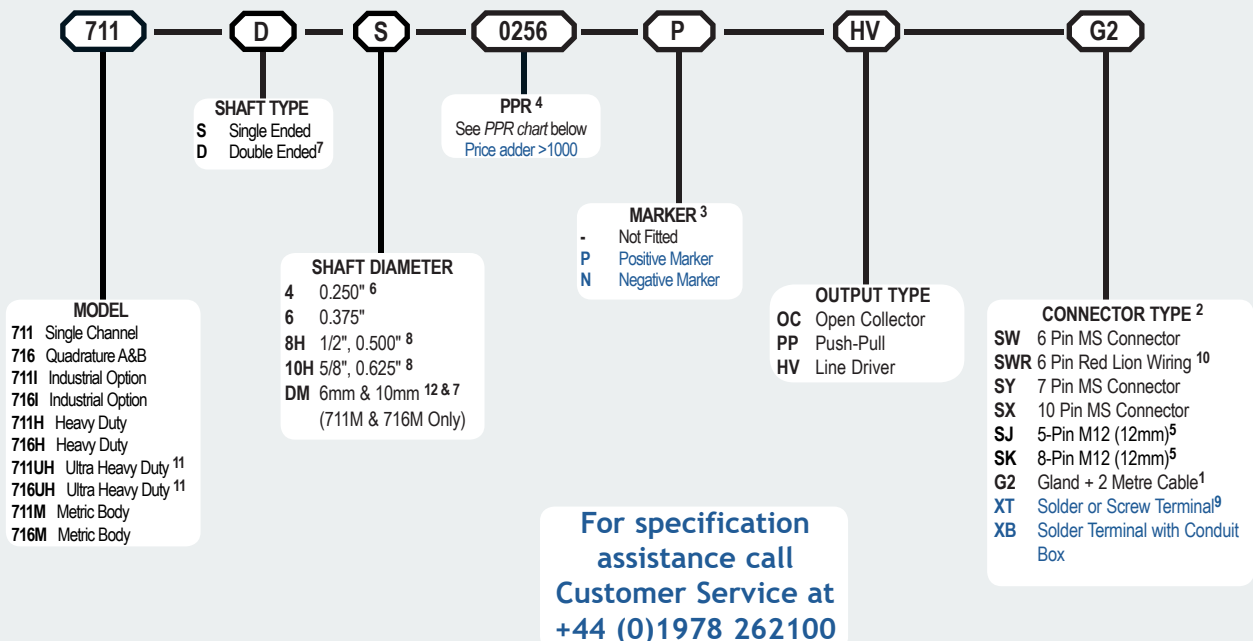 711 D S 0256 P HV G2
SHAFT TYPE
S Single Ended
D Double Ended7
PPR 4
See PPR chart below
Price adder >1000
MARKER 3
- Not Fitted
P Positive Marker
N Negative Marker
SHAFT DIAMETER
4 0.250" 6
6 0.375"
8H 1/2", 0.500" 8
10H 5/8", 0.625" 8
DM 6mm & 10mm 12 & 7
(711M & 716M Only)
OUTPUT TYPE
OC Open Collector
PP Push-Pull
HV Line Driver
MODEL
711 Single Channel
716 Quadrature A&B
711I Industrial Option
716I Industrial Option
711H Heavy Duty
716H Heavy Duty
711UH Ultra Heavy Duty 11
716UH Ultra Heavy Duty 11
711M Metric Body
716M Metric Body
CONNECTOR TYPE 2
SW 6 Pin MS Connector
SWR 6 Pin Red Lion Wiring 10
SY 7 Pin MS Connector
SX 10 Pin MS Connector
SJ 5-Pin M12 (12mm)5
SK 8-Pin M12 (12mm)5
G2 Gland + 2 Metre Cable1
XT Solder or Screw Terminal9
XB Solder Terminal with Conduit
Box
For specification
assistance call
Customer Service at
+44 (0)1978 262100